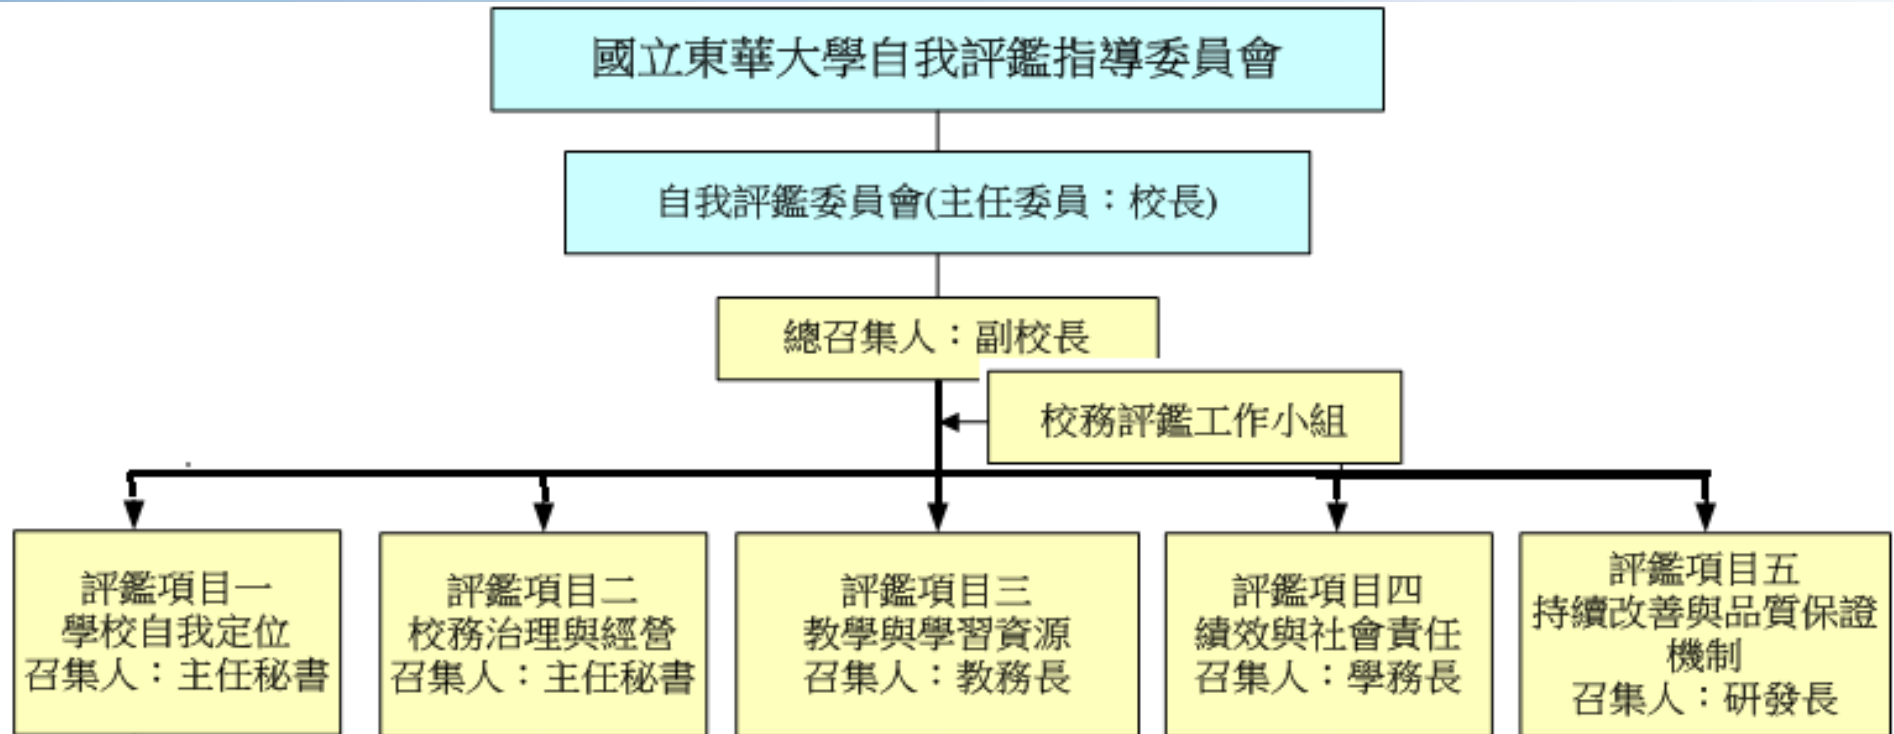 國立東華大學自我評鑑指導委員會
自我評鑑委員會(主任委員：校長)
總召集人：副校長
校務評鑑工作小組
評鑑項目一
學校自我定位
召集人：主任秘書
評鑑項目二
校務治理與經營
召集人：主任秘書
評鑑項目三
教學與學習資源
召集人：教務長
評鑑項目四
績效與社會責任
召集人：學務長
評鑑項目五
持續改善與品質保證
機制
召集人：研發長